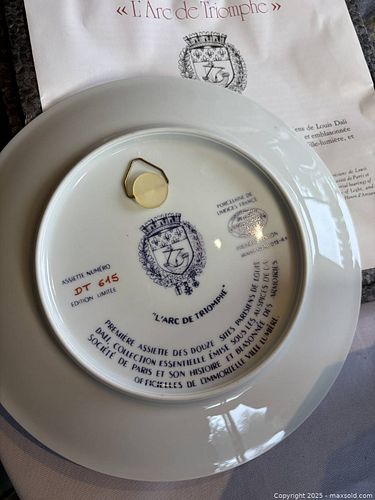 « L'Arc de Triomphe »
de Louis Dalí
et emblasonnée
ville-lumière, et
ASSIETTE NUMÉRO
DT 615
EDITION LIMITÉE
PORCELAINE DE
LIMOGES FRANCE
"L'ARC DE TRIOMPHE"
PREMIÈRE ASSIETTE DES DOUZE SITES PARISIENS DE LOUIS
DALI, COLLECTION ESSENTIELLE ÉMISE SOUS LES AUSPICES DE LA
SOCIÉTÉ DE PARIS ET SON HISTOIRE ET BLASONNÉE DES ARMOIRIES
OFFICIELLES DE L'IMMORTELLE VILLE LUMIÈRE
Copyright 2025 - maxsold.com